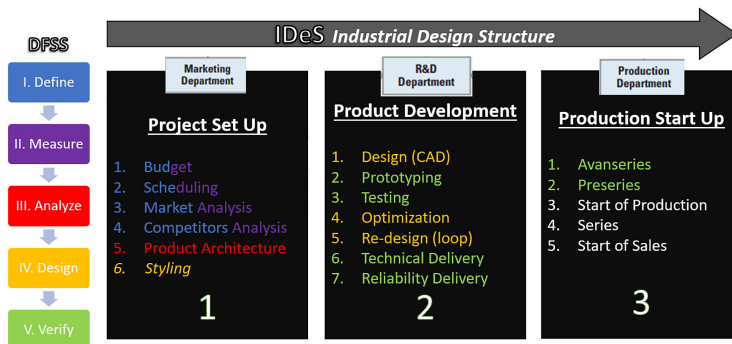 DFSS
IDeS Industrial Design Structure
I. Define
II. Measure
III. Analyze
IV. Design
V. Verify
Marketing
Department
Project Set Up
1. Budget
2. Scheduling
3. Market Analysis
4. Competitors Analysis
5. Product Architecture
6. Styling
1
R&D
Department
Product Development
1. Design (CAD)
2. Prototyping
3. Testing
4. Optimization
5. Re-design (loop)
6. Technical Delivery
7. Reliability Delivery
2
Production
Department
Production Start Up
1. Avanseries
2. Preseries
3. Start of Production
4. Series
5. Start of Sales
3